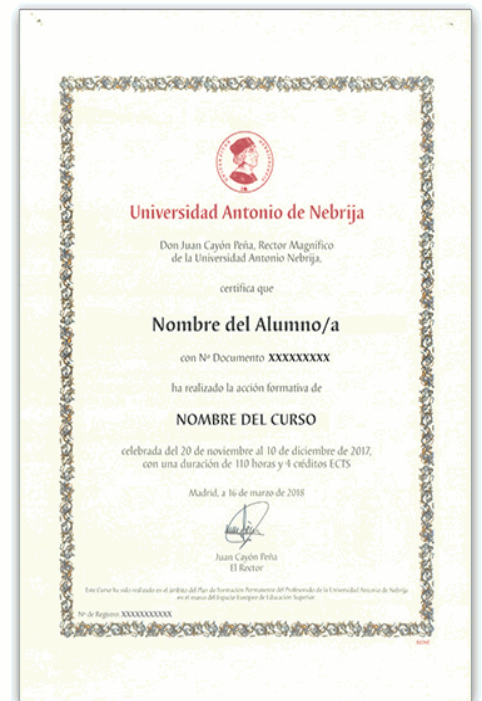 Universidad Antonio de Nebrija
Don Juan Cayón Peña, Rector Magnífico
de la Universidad Antonio Nebrija,
certifica que
Nombre del Alumno/a
con Nº Documento XXXXXXXXX
ha realizado la acción formativa de
NOMBRE DEL CURSO
celebrada del 20 de noviembre al 10 de diciembre de 2017,
con una duración de 110 horas y 4 créditos ECTS
Madrid, a 16 de marzo de 2018
Juan Cayón Peña
El Rector
Este Curso ha sido realizado en el ámbito del Plan de Formación Permanente del Profesorado de la Universidad Antonio de Nebrija
en el marco del Espacio Europeo de Educación Superior.
Nº de Registro: XXXXXXXXXXX